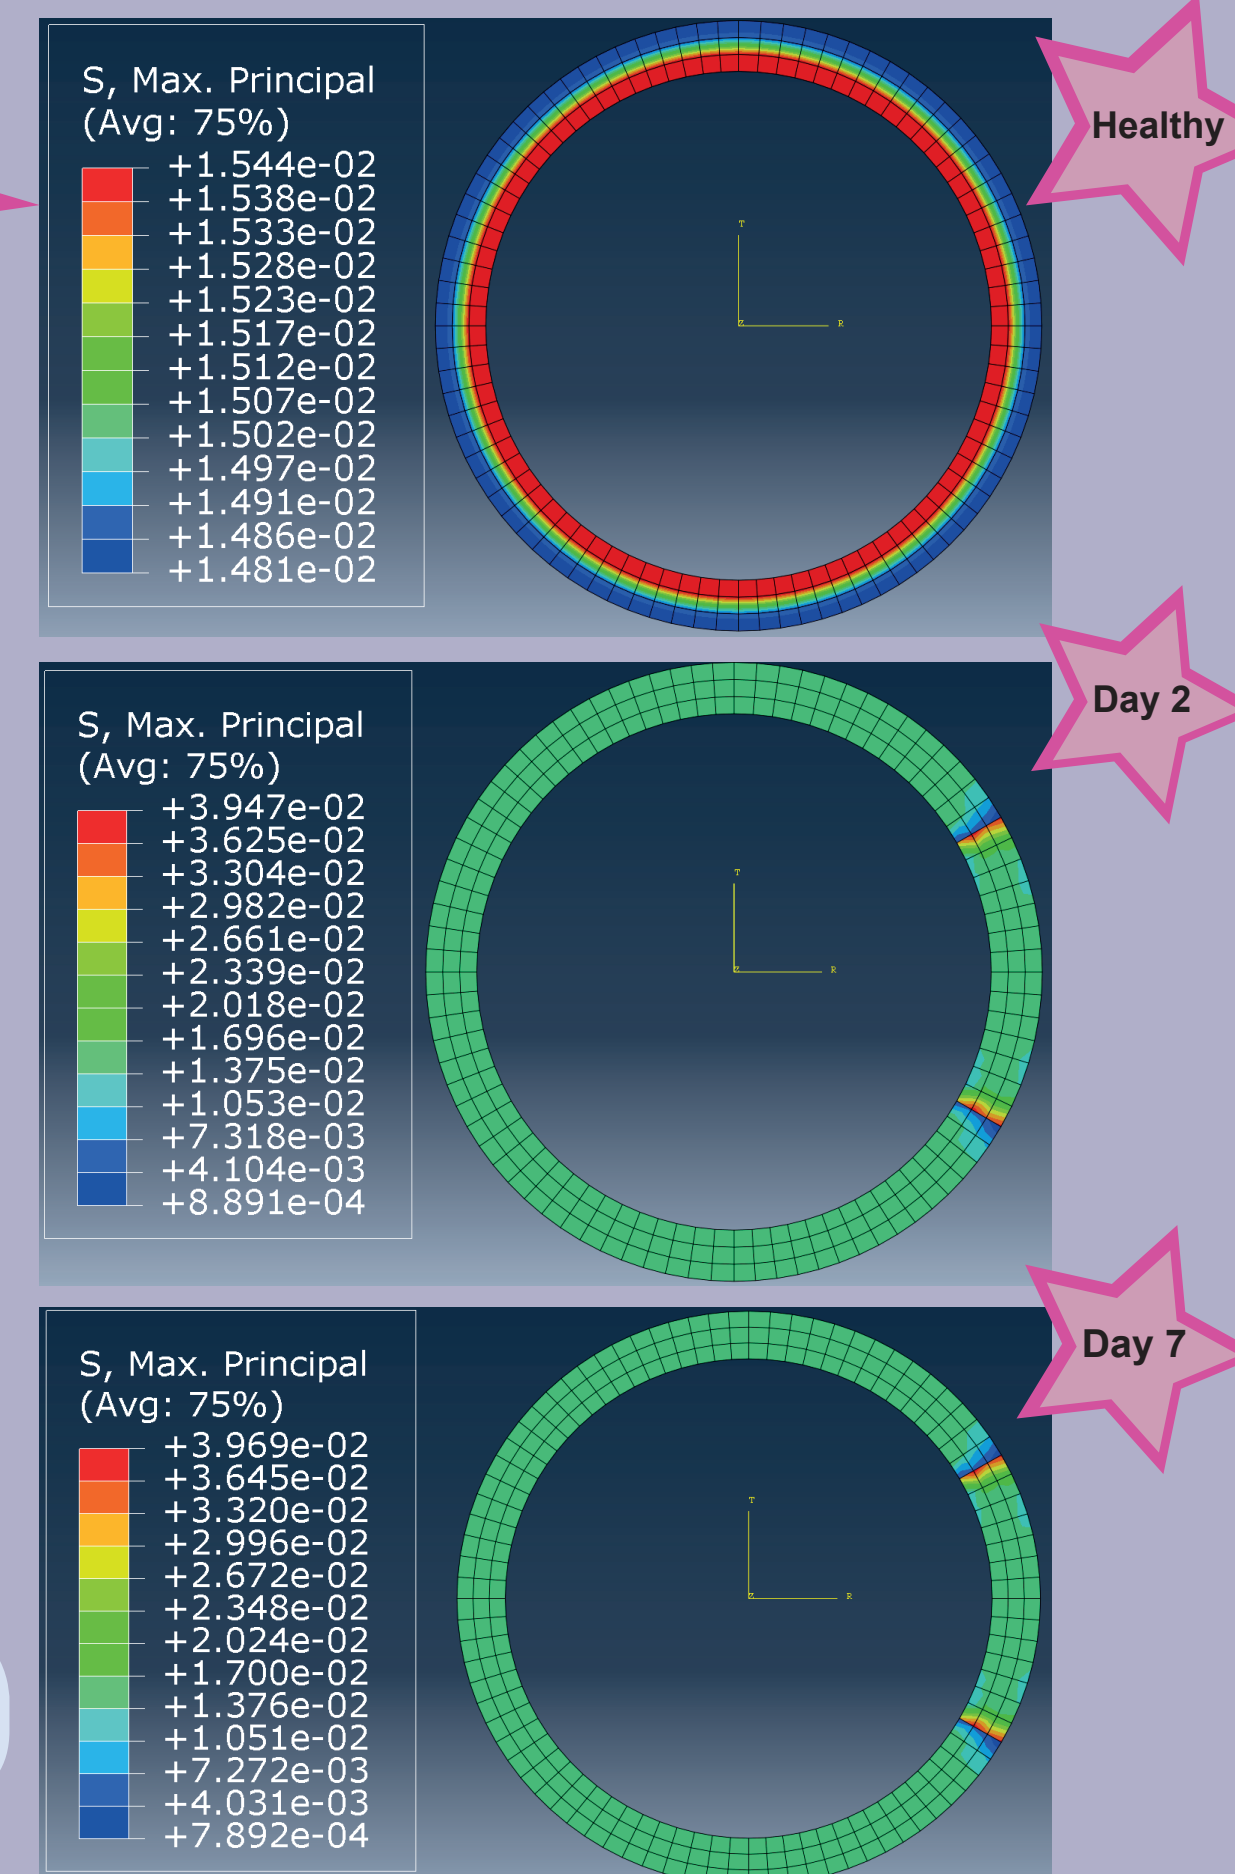 S, Max. Principal
(Avg: 75%)
+1.544e-02
+1.538e-02
+1.533e-02
+1.528e-02
+1.523e-02
+1.517e-02
+1.512e-02
+1.507e-02
+1.502e-02
+1.497e-02
+1.491e-02
+1.486e-02
+1.481e-02
T
Z
R
Healthy
S, Max. Principal
(Avg: 75%)
+3.947e-02
+3.625e-02
+3.304e-02
+2.982e-02
+2.661e-02
+2.339e-02
+2.018e-02
+1.696e-02
+1.375e-02
+1.053e-02
+7.318e-03
+4.104e-03
+8.891e-04
T
Z
R
Day 2
S, Max. Principal
(Avg: 75%)
+3.969e-02
+3.645e-02
+3.320e-02
+2.996e-02
+2.672e-02
+2.348e-02
+2.024e-02
+1.700e-02
+1.376e-02
+1.051e-02
+7.272e-03
+4.031e-03
+7.892e-04
T
Z
R
Day 7